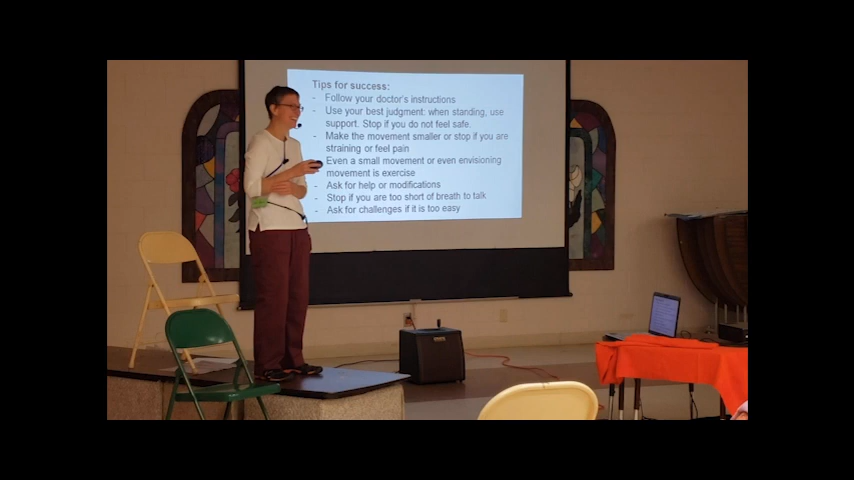 Tips for success:
- Follow your doctor's instructions
- Use your best judgment: when standing, use
support. Stop if you do not feel safe.
- Make the movement smaller or stop if you are
straining or feel pain
Even a small movement or even envisioning
movement is exercise
- Ask for help or modifications
- Stop if you are too short of breath to talk
- Ask for challenges if it is too easy